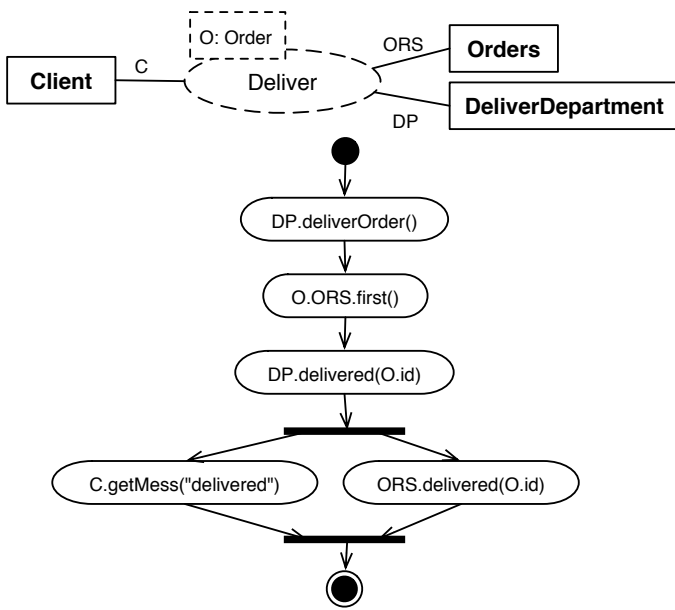 O: Order
ORS
Orders
Client
C
Deliver
DeliverDepartment
DP
DP.deliverOrder()
O.ORS.first()
DP.delivered(O.id)
C.getMess("delivered")
ORS.delivered(O.id)